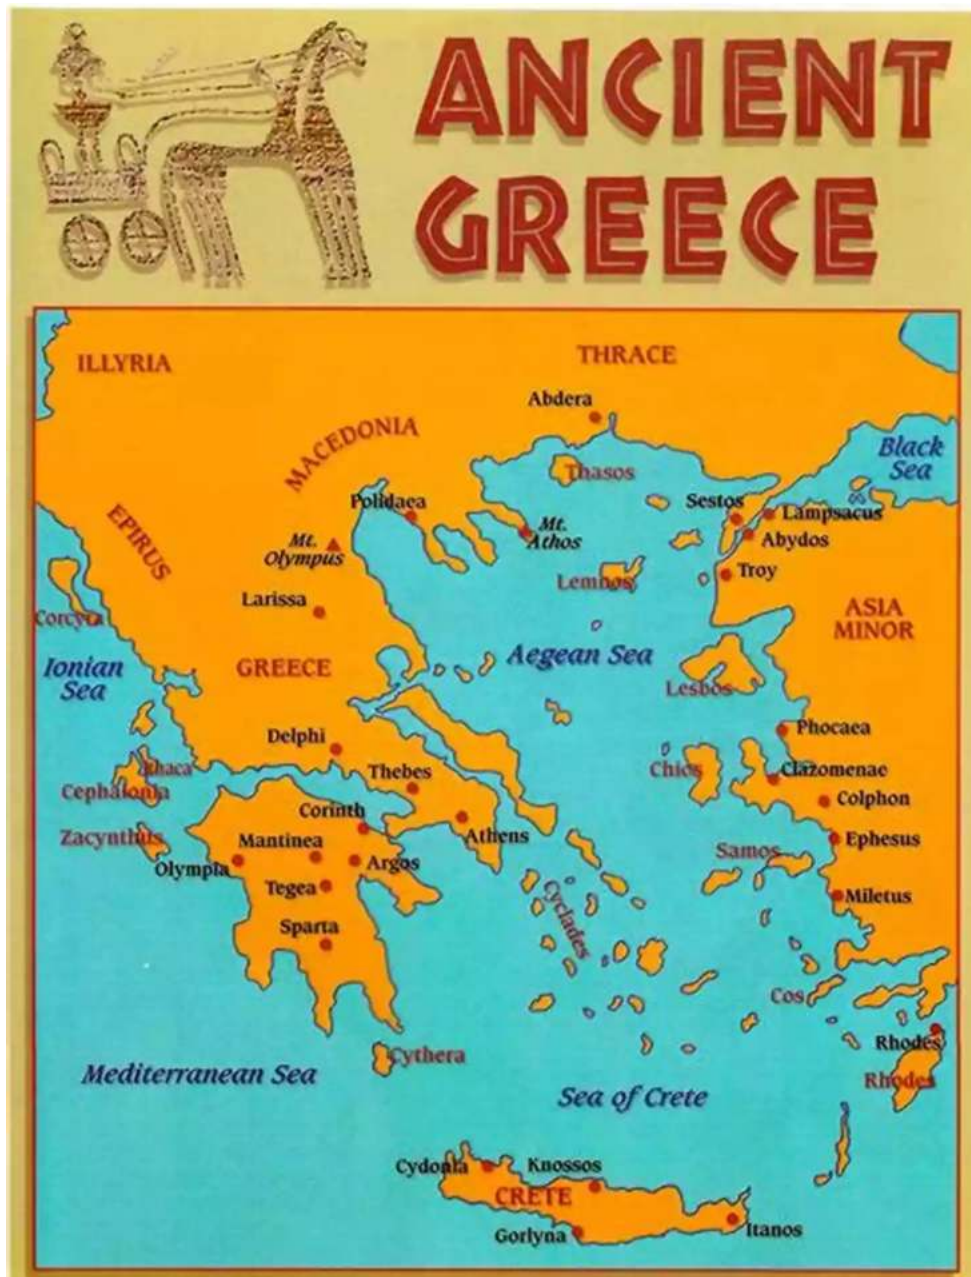 ANCIENT
GREECE
ILLYRIA
THRACE
Abdera
MACEDONIA
Black
Sea
Thasos
Polidaea
Sestos
Lampsacus
EPIRUS
Mt.
Olympus
Mt.
Athos
Abydos
Troy
Lemnos
Larissa
Corcyra
ASIA
MINOR
Ionian
Sea
GREECE
Aegean Sea
Lesbos
Delphi
Phocaea
Ithaca
Thebes
Chios
Clazomenae
Cephalonia
Corinth
Colphon
Zacynthus
Mantinea
Athens
Ephesus
Olympia
Argos
Samos
Tegea
Cyclades
Miletus
Sparta
Cos
Rhodes
Cythera
Mediterranean Sea
Rhodes
Sea of Crete
Cydonia
Knossos
CRETE
Gorlyna
Itanos